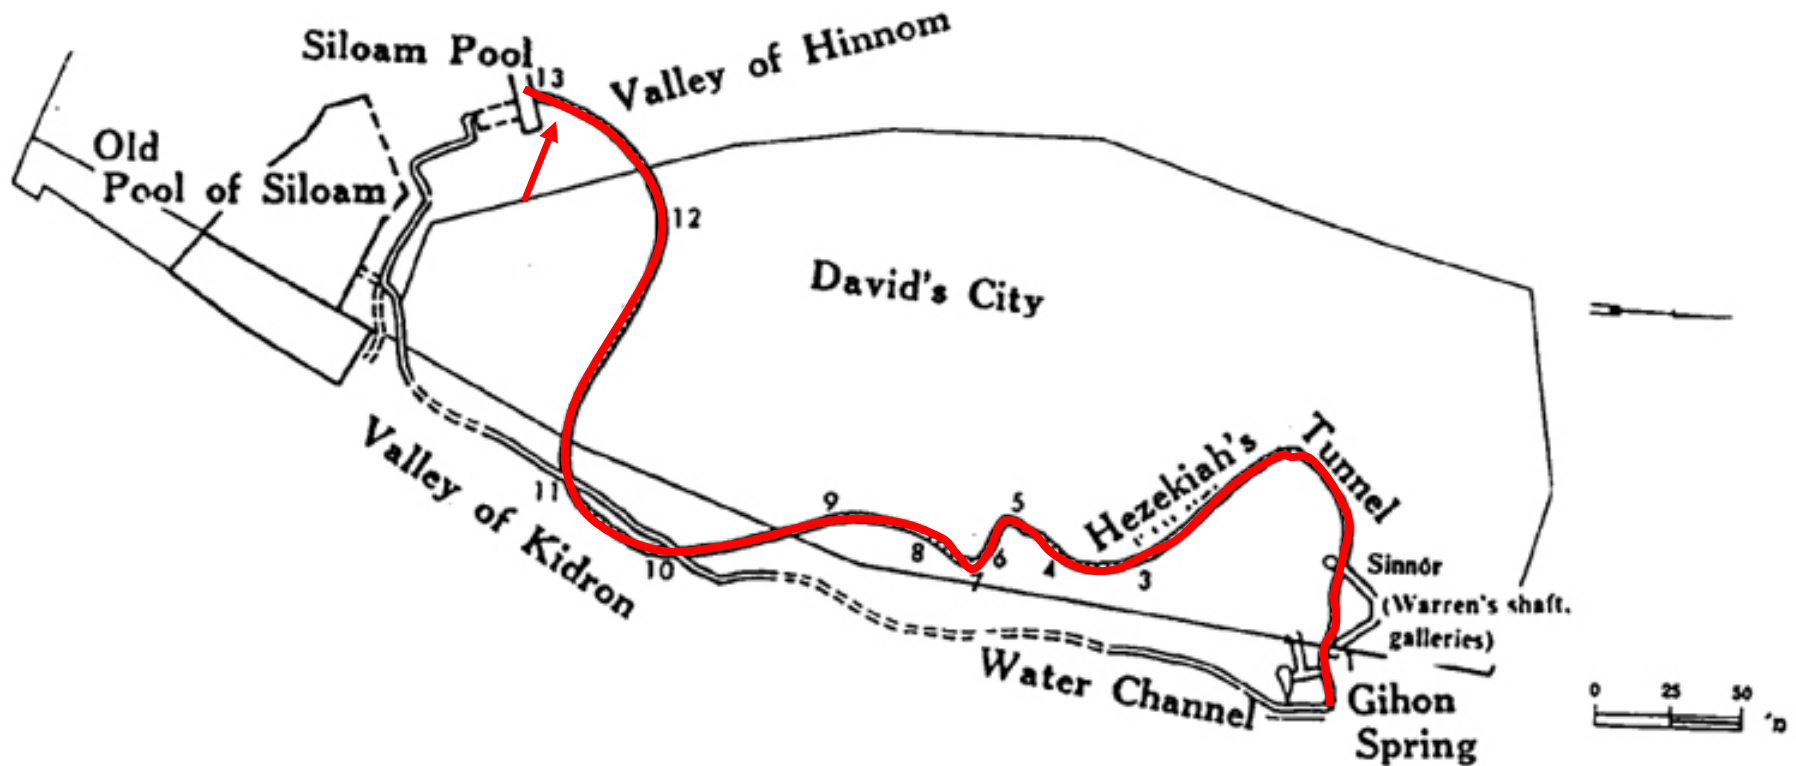 Siloam Pool
13
Valley of Hinnom
Old
Pool of Siloam
12
David's City
Valley of Kidron
11
10
9
8
7
6
5
4
3
Hezekiah's
Tunnel
Sinnór
(Warren's shaft,
galleries)
Water Channel
Gihon
Spring
0 25 50
מ'